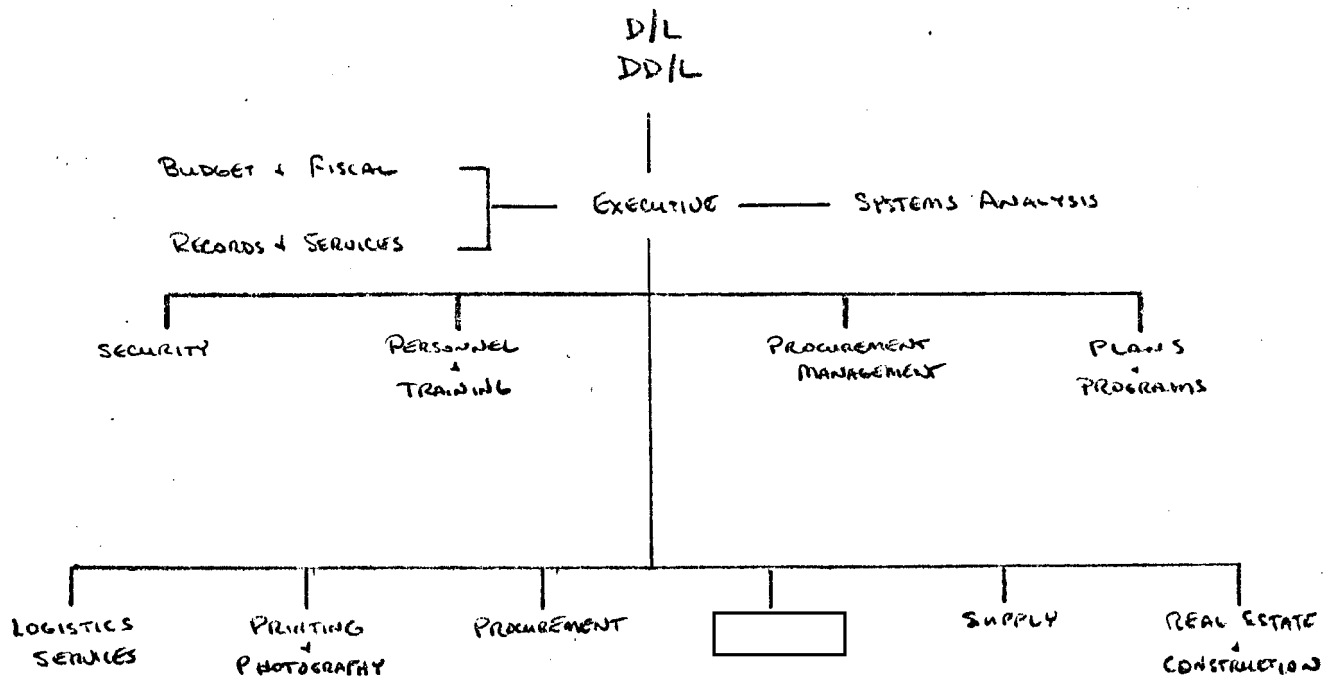 D/L
DD/L
BUDGET & FISCAL
EXECUTIVE
SYSTEMS ANALYSIS
RECORDS & SERVICES
SECURITY
PERSONNEL
&
TRAINING
PROCUREMENT
MANAGEMENT
PLANS
&
PROGRAMS
LOGISTICS
SERVICES
PRINTING
&
PHOTOGRAPHY
PROCUREMENT
SUPPLY
REAL ESTATE
&
CONSTRUCTION